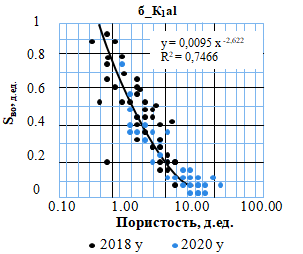 б_K₁al
1
0.8
0.6
0.4
0.2
0
Sво, д.ед.
y = 0,0095 x⁻²,⁶²²
R² = 0,7466
0.10 1.00 10.00 100.00
Пористость, д.ед.
2018 y 2020 y